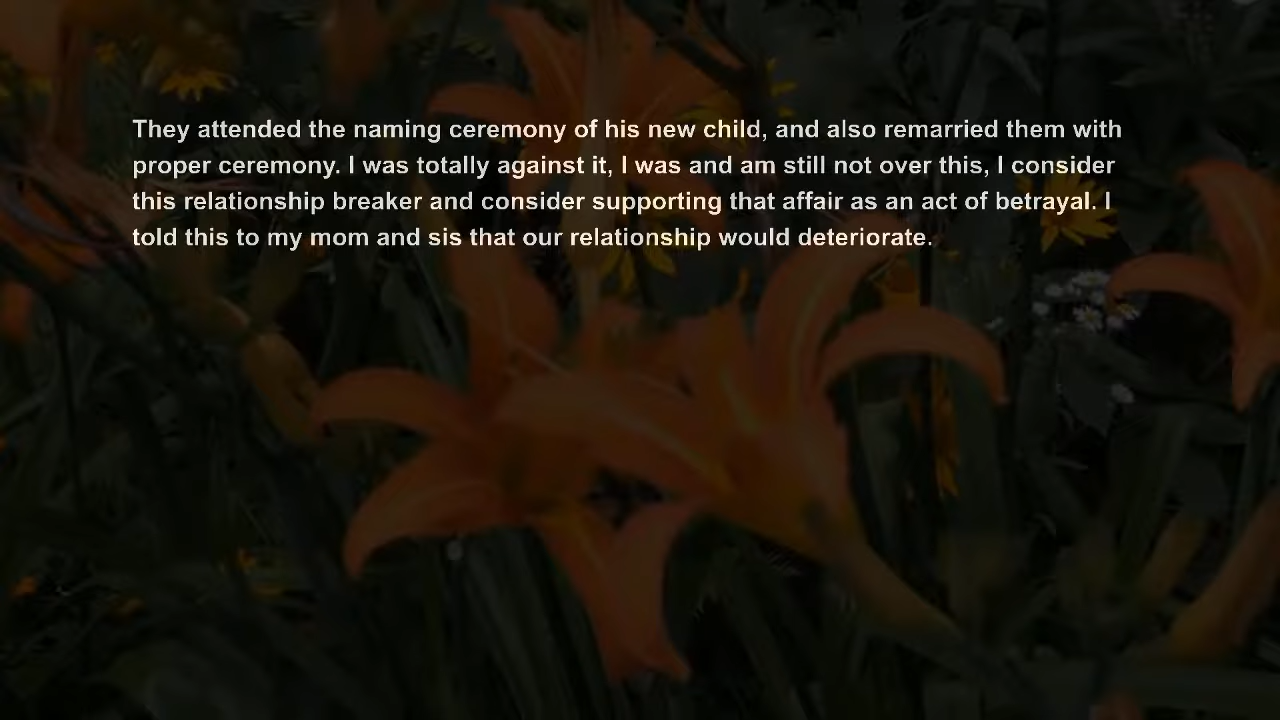 They attended the naming ceremony of his new child, and also remarried them with
proper ceremony. I was totally against it, I was and am still not over this, I consider
this relationship breaker and consider supporting that affair as an act of betrayal. I
told this to my mom and sis that our relationship would deteriorate.